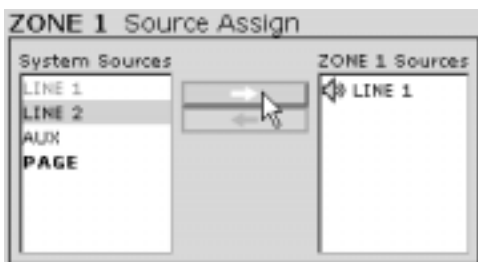 ZONE 1 Source Assign
System Sources
ZONE 1 Sources
LINE 1
LINE 2
AUX
PAGE
LINE 1